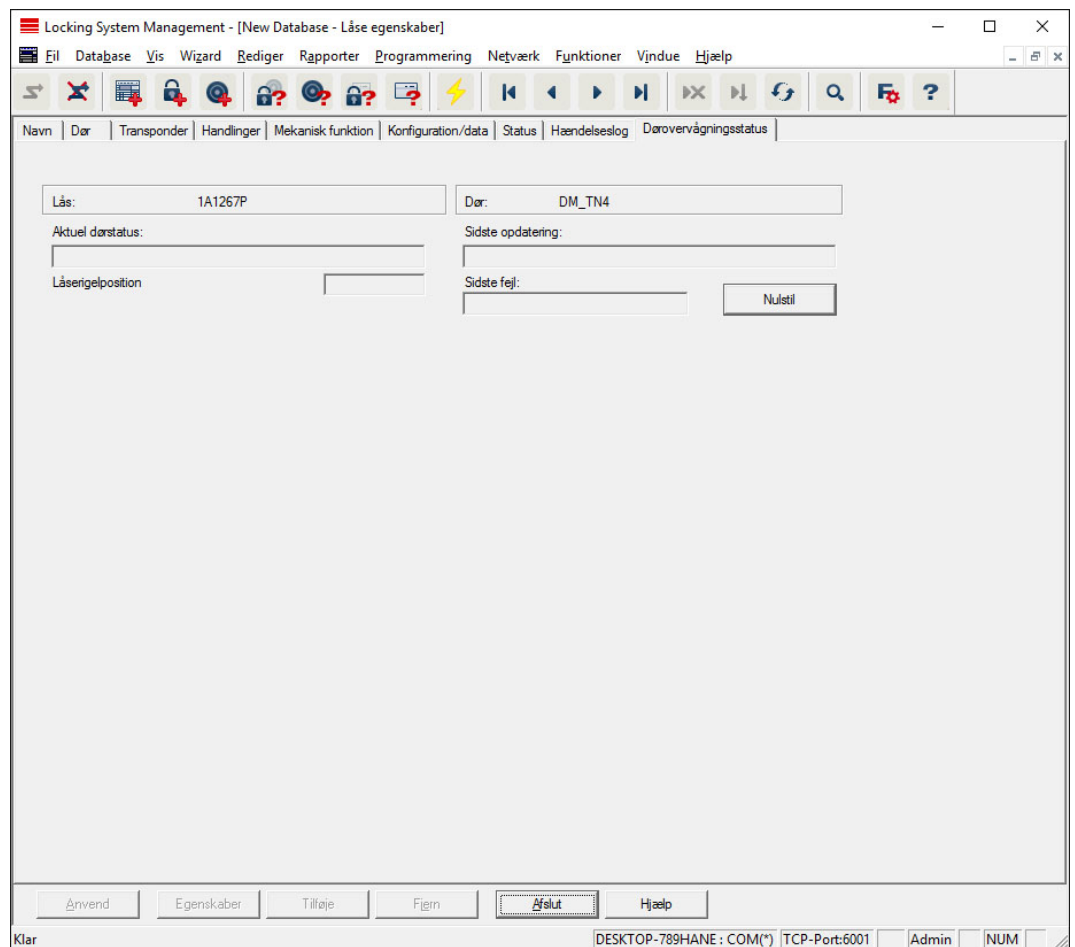 Locking System Management - [New Database - Låse egenskaber]
Fil Database Vis Wizard Rediger Rapporter Programmering Netværk Funktioner Vindue Hjælp
Navn Dør Transponder Handlinger Mekanisk funktion Konfiguration/data Status Hændelseslog Dørovervågningsstatus
Lås: 1A1267P Dør: DM_TN4
Aktuel dørstatus: Sidste opdatering:
Låserigelposition Sidste fejl:
Nulstil
Anvend Egenskaber Tilføje Fjern Afslut Hjælp
Klar DESKTOP-789HANE : COM(*) TCP-Port:6001 Admin NUM